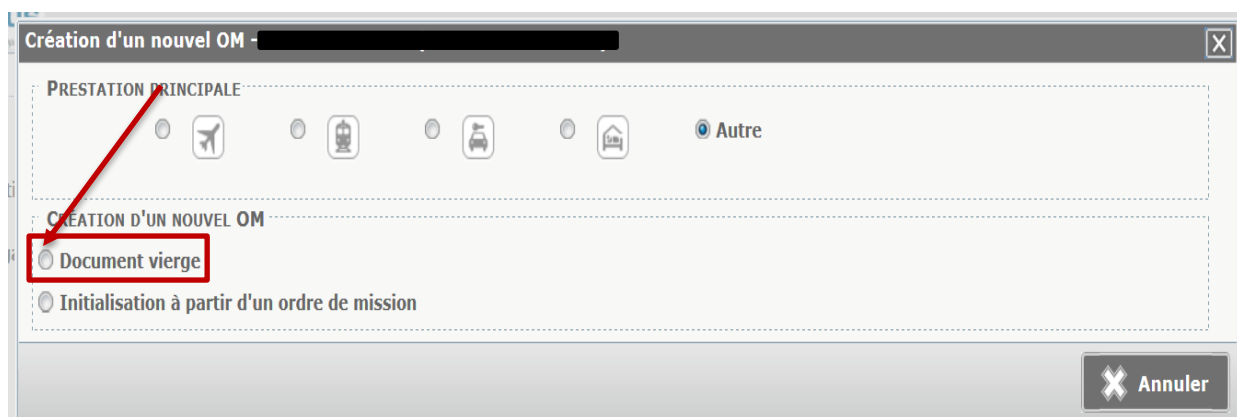 Création d'un nouvel OM -
X
PRESTATION PRINCIPALE
Autre
CRÉATION D'UN NOUVEL OM
Document vierge
Initialisation à partir d'un ordre de mission
Annuler